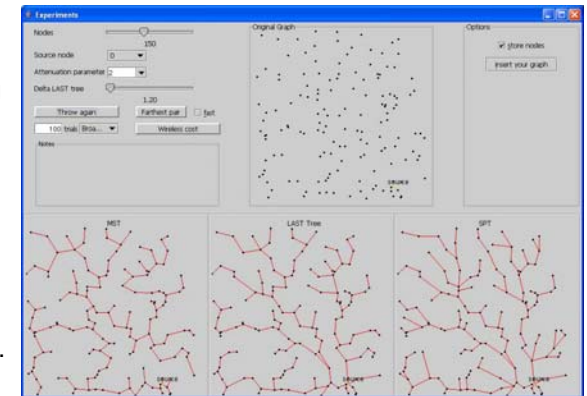 Experiments
Nodes
150
Source node 0
Attenuation parameter 2
Delta LAST tree
1.20
Throw again
Farthest pair
fast
100 trials Broa...
Wireless cost
Notes
Original Graph
source
Options
store nodes
Insert your graph
MST
source
LAST Tree
source
SPT
source